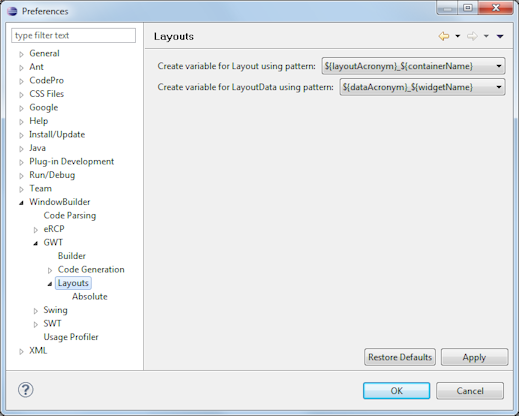 Preferences
type filter text
General
Ant
CodePro
CSS Files
Google
Help
Install/Update
Java
Plug-in Development
Run/Debug
Team
WindowBuilder
Code Parsing
eRCP
GWT
Builder
Code Generation
Layouts
Absolute
Swing
SWT
Usage Profiler
XML
Layouts
Create variable for Layout using pattern: ${layoutAcronym}_${containerName}
Create variable for LayoutData using pattern: ${dataAcronym}_${widgetName}
Restore Defaults Apply
? OK Cancel